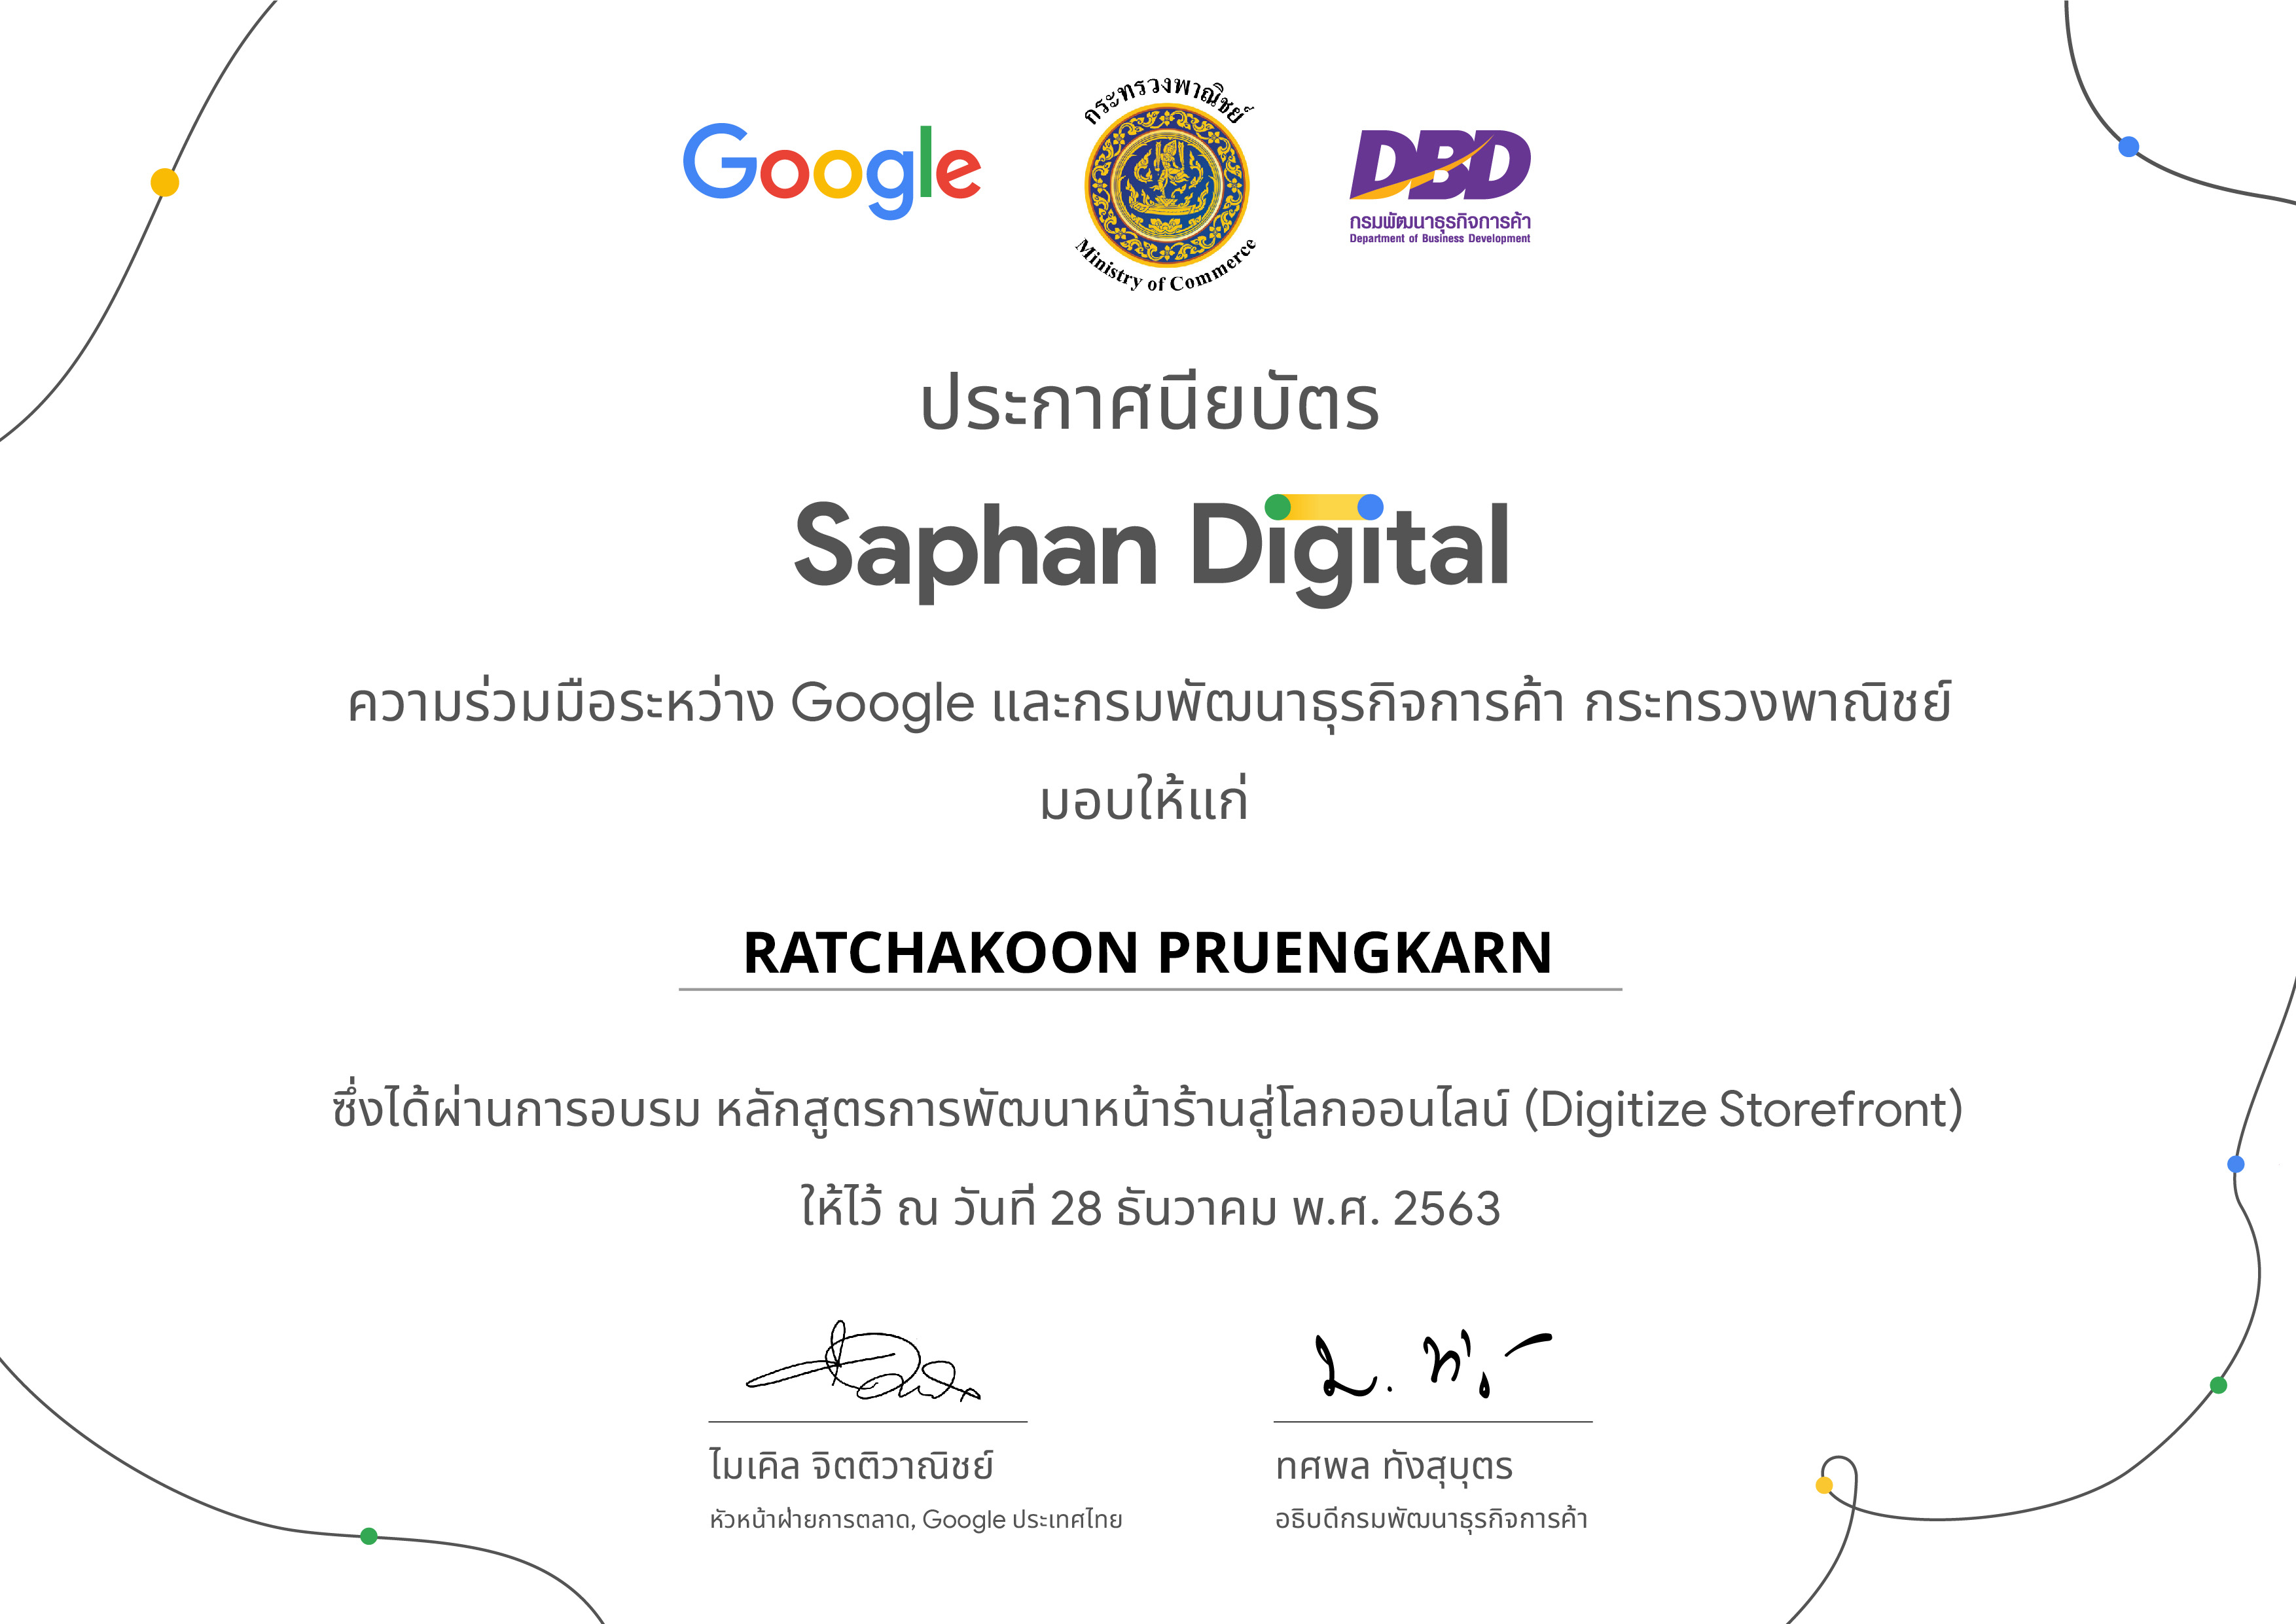 Google
กระทรวงพาณิชย์
Ministry of Commerce
DBD
กรมพัฒนาธุรกิจการค้า
Department of Business Development
ประกาศนียบัตร
Saphan Digital
ความร่วมมือระหว่าง Google และกรมพัฒนาธุรกิจการค้า กระทรวงพาณิชย์
มอบให้แก่
RATCHAKOON PRUENGKARN
ซึ่งได้ผ่านการอบรม หลักสูตรการพัฒนาหน้าร้านสู่โลกออนไลน์ (Digitize Storefront)
ให้ไว้ ณ วันที่ 28 ธันวาคม พ.ศ. 2563
ไมเคิล จิตติวาณิชย์
หัวหน้าฝ่ายการตลาด, Google ประเทศไทย
ทศพล ทังสุบุตร
อธิบดีกรมพัฒนาธุรกิจการค้า